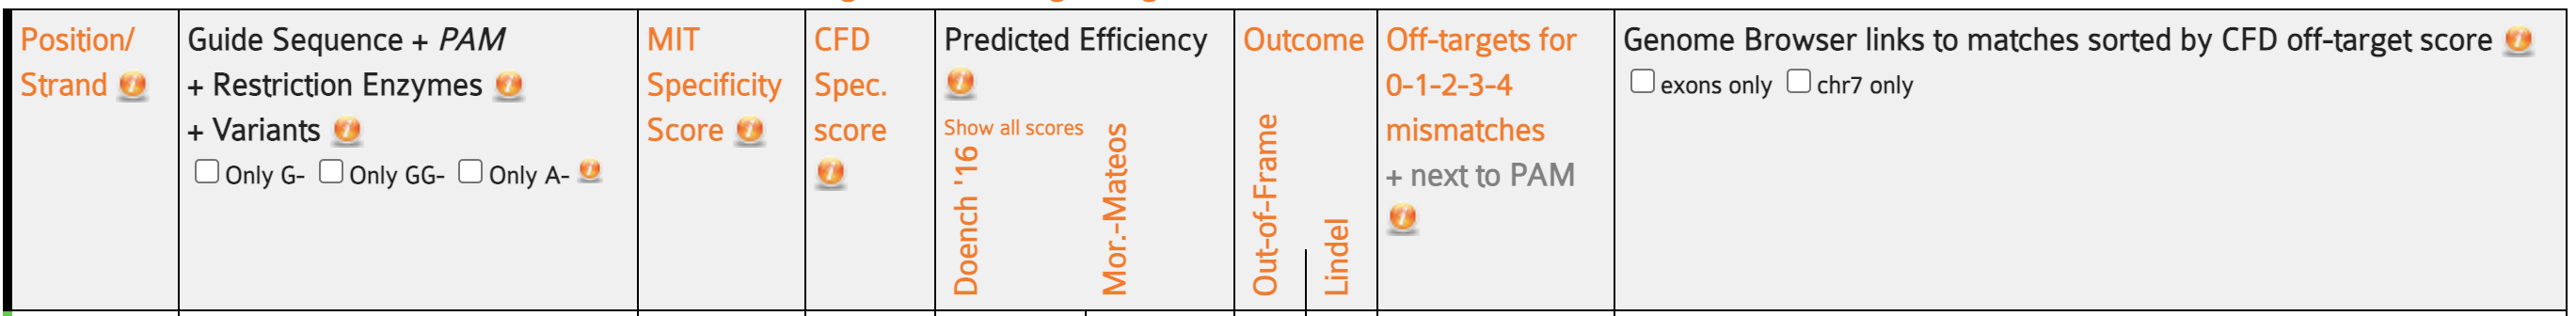 Position/
Strand
Guide Sequence + PAM
+ Restriction Enzymes
+ Variants
Only G- Only GG- Only A-
MIT
Specificity
Score
CFD
Spec.
score
Predicted Efficiency
Show all scores
Doench '16
Mor.-Mateos
Outcome
Out-of-Frame
Lindel
Off-targets for
0-1-2-3-4
mismatches
+ next to PAM
Genome Browser links to matches sorted by CFD off-target score
exons only chr7 only